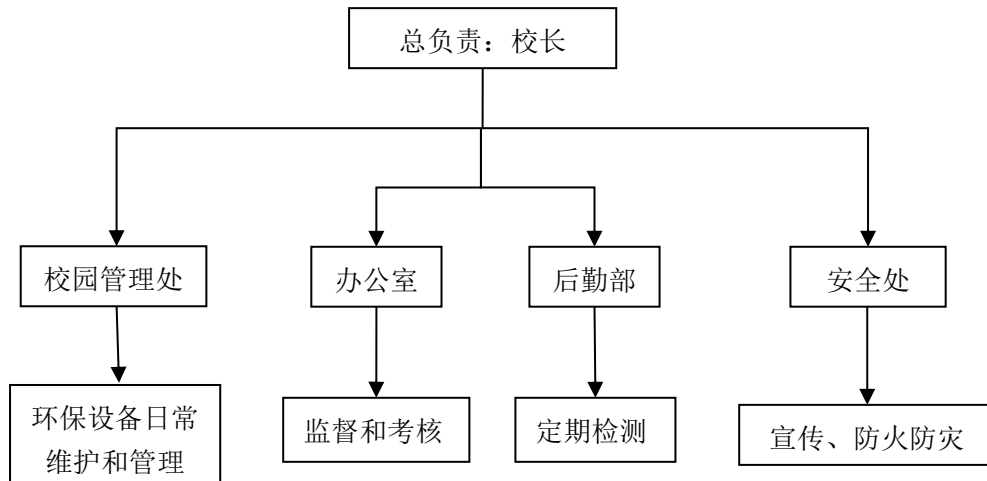 总负责：校长
校园管理处
办公室
后勤部
安全处
环保设备日常
维护和管理
监督和考核
定期检测
宣传、防火防灾